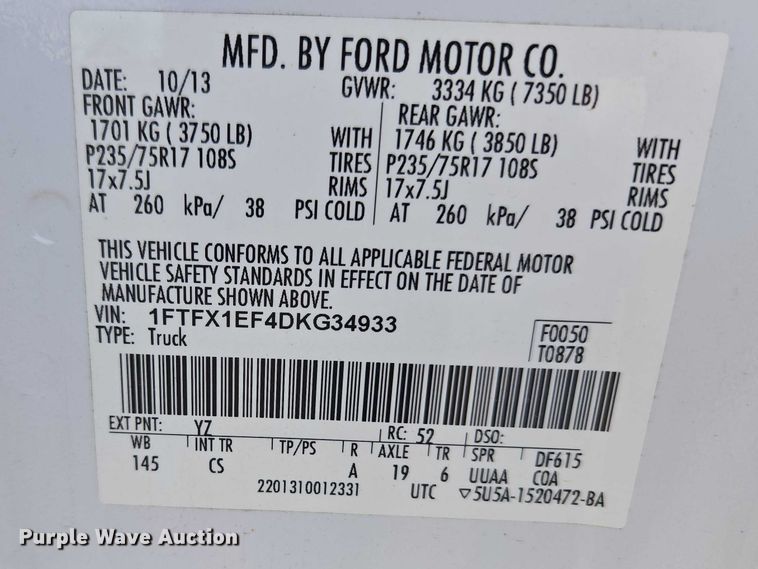 MFD. BY FORD MOTOR CO.
DATE: 10/13 GVWR: 3334 KG ( 7350 LB)
FRONT GAWR: REAR GAWR:
1701 KG ( 3750 LB) WITH 1746 KG ( 3850 LB) WITH
P235/75R17 108S TIRES P235/75R17 108S TIRES
17x7.5J RIMS 17x7.5J RIMS
AT 260 kPa/ 38 PSI COLD AT 260 kPa/ 38 PSI COLD
THIS VEHICLE CONFORMS TO ALL APPLICABLE FEDERAL MOTOR
VEHICLE SAFETY STANDARDS IN EFFECT ON THE DATE OF
MANUFACTURE SHOWN ABOVE.
VIN: 1FTFX1EF4DKG34933
TYPE: Truck
F0050
T0878
EXT PNT: YZ RC: 52 DSO:
WB INT TR TP/PS R AXLE TR SPR DF615
145 CS A 19 6 UUAA C0A
2201310012331 UTC ▽5U5A-1520472-BA
Purple Wave Auction